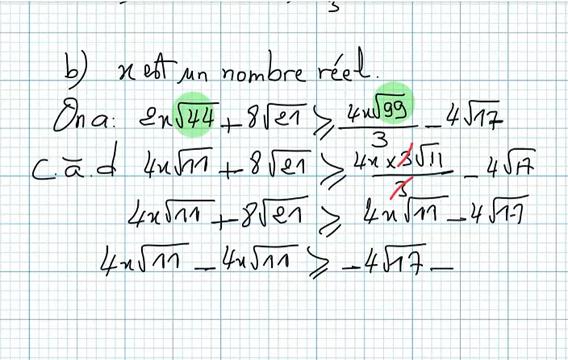 3
b) x est un nombre réel.
On a: 2x√44 + 8√21 ⩾ 4x√99/3 - 4√17
c.à.d 4x√11 + 8√21 ⩾ 4x×3√11/3 - 4√17
4x√11 + 8√21 ⩾ 4x√11 - 4√17
4x√11 - 4x√11 ⩾ -4√17 -